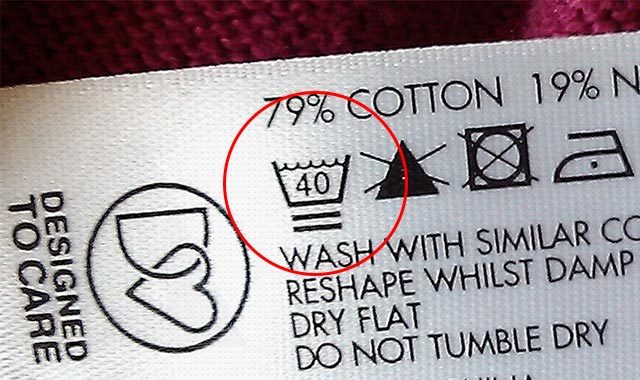 79% COTTON 19% N
40
WASH WITH SIMILAR CO
RESHAPE WHILST DAMP
DRY FLAT
DO NOT TUMBLE DRY
DESIGNED
TO CARE